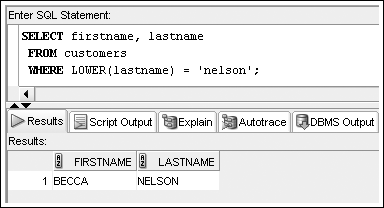 Enter SQL Statement:
SELECT firstname, lastname
FROM customers
WHERE LOWER(lastname) = 'nelson';
Results Script Output Explain Autotrace DBMS Output
Results:
FIRSTNAME LASTNAME
1 BECCA NELSON